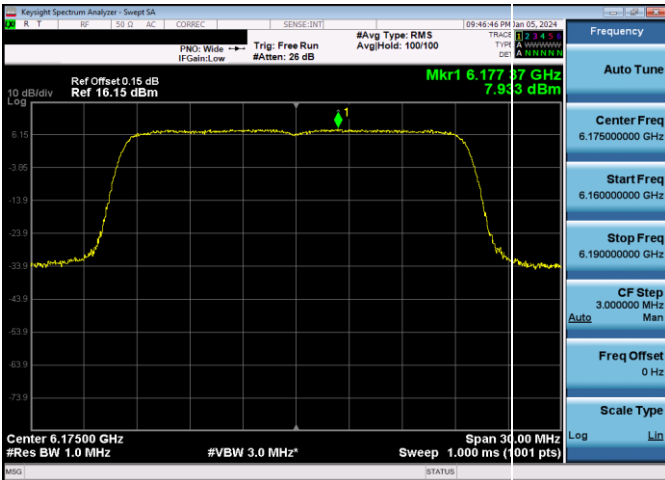 Keysight Spectrum Analyzer - Swept SA
R T RF 50 Ω AC CORREC SENSE:INT 09:46:46 PM Jan 05, 2024
PNO: Wide Trig: Free Run #Avg Type: RMS TRACE 1 2 3 4 5 6
IFGain:Low #Atten: 26 dB Avg|Hold: 100/100 TYPE A WWWWW
DET A N N N N N
Ref Offset 0.15 dB Mkr1 6.177 37 GHz
10 dB/div Ref 16.15 dBm 7.933 dBm
Log
1
6.15
-3.85
-13.9
-23.9
-33.9
-43.9
-53.9
-63.9
-73.9
Center 6.17500 GHz Span 30.00 MHz
#Res BW 1.0 MHz #VBW 3.0 MHz* Sweep 1.000 ms (1001 pts)
MSG STATUS
Frequency
Auto Tune
Center Freq
6.175000000 GHz
Start Freq
6.160000000 GHz
Stop Freq
6.190000000 GHz
CF Step
3.000000 MHz
Auto Man
Freq Offset
0 Hz
Scale Type
Log Lin